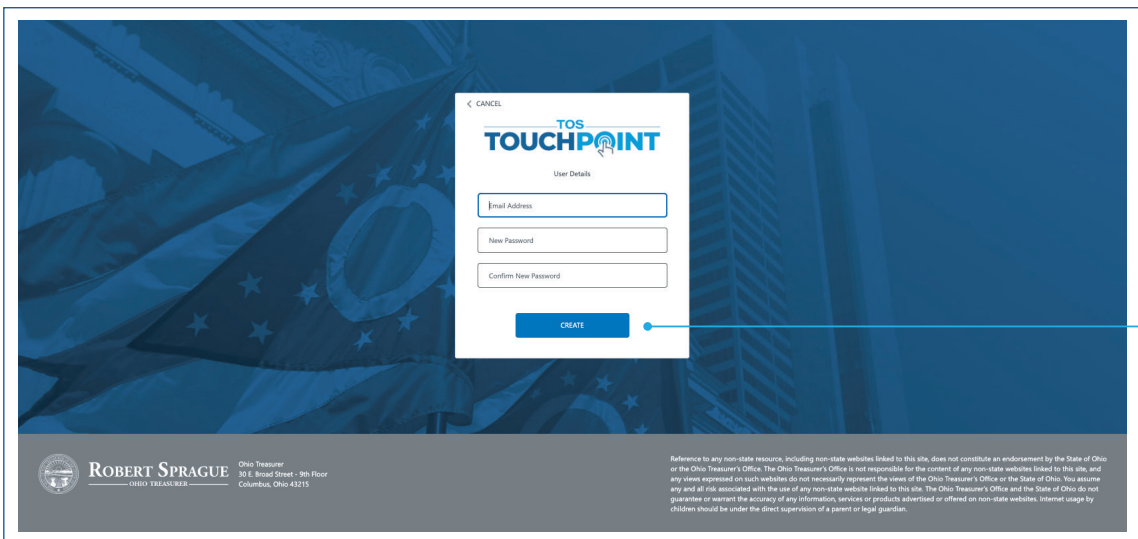 CANCEL
TOS
TOUCHPOINT
User Details
Email Address
New Password
Confirm New Password
CREATE
ROBERT SPRAGUE
OHIO TREASURER
Ohio Treasurer
30 E. Broad Street - 9th Floor
Columbus, Ohio 43215
Reference to any non-state resource, including non-state websites linked to this site, does not constitute an endorsement by the State of Ohio
or the Ohio Treasurer's Office. The Ohio Treasurer's Office is not responsible for the content of any non-state websites linked to this site, and
any views expressed on such websites do not necessarily represent the views of the Ohio Treasurer's Office or the State of Ohio. You assume
any and all risk associated with the use of any non-state website linked to this site. The Ohio Treasurer's Office and the State of Ohio do not
guarantee or warrant the accuracy of any information, services or products advertised or offered on non-state websites. Internet usage by
children should be under the direct supervision of a parent or legal guardian.